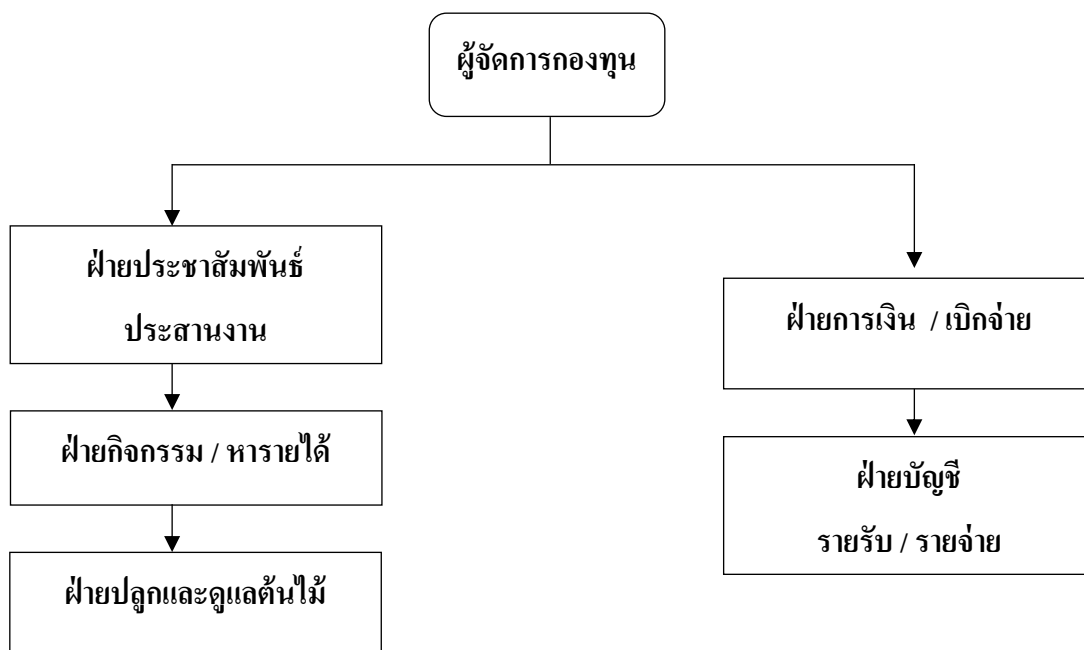 ผู้จัดการกองทุน
ฝ่ายประชาสัมพันธ์
ประสานงาน
ฝ่ายการเงิน / เบิกจ่าย
ฝ่ายกิจกรรม / หารายได้
ฝ่ายบัญชี
รายรับ / รายจ่าย
ฝ่ายปลูกและดูแลต้นไม้